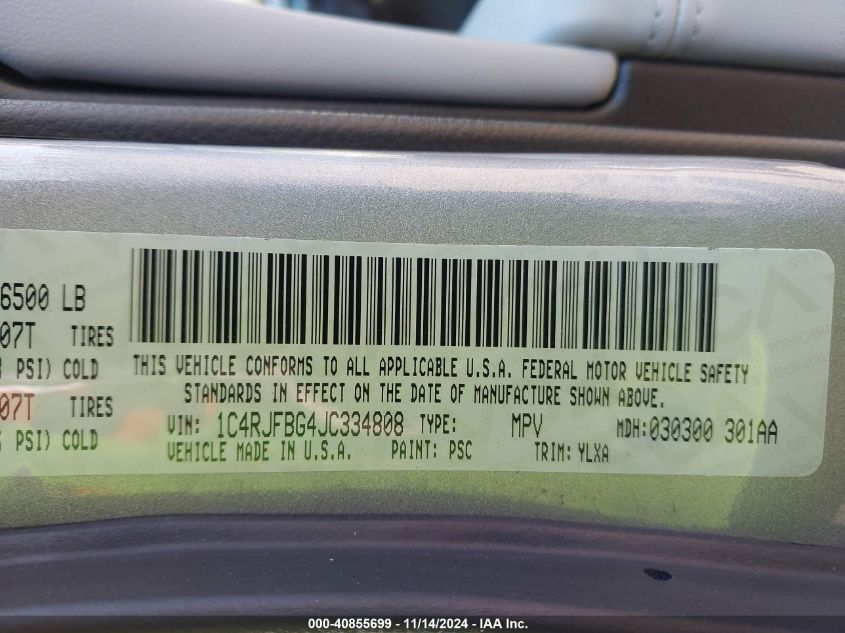 6500 LB
07T TIRES
PSI) COLD
07T TIRES
PSI) COLD
THIS VEHICLE CONFORMS TO ALL APPLICABLE U.S.A. FEDERAL MOTOR VEHICLE SAFETY
STANDARDS IN EFFECT ON THE DATE OF MANUFACTURE SHOWN ABOVE.
VIN: 1C4RJFBG4JC334808 TYPE: MPV MDH:030300 301AA
VEHICLE MADE IN U.S.A. PAINT: PSC TRIM: YLXA
000-40855699 - 11/14/2024 - IAA Inc.